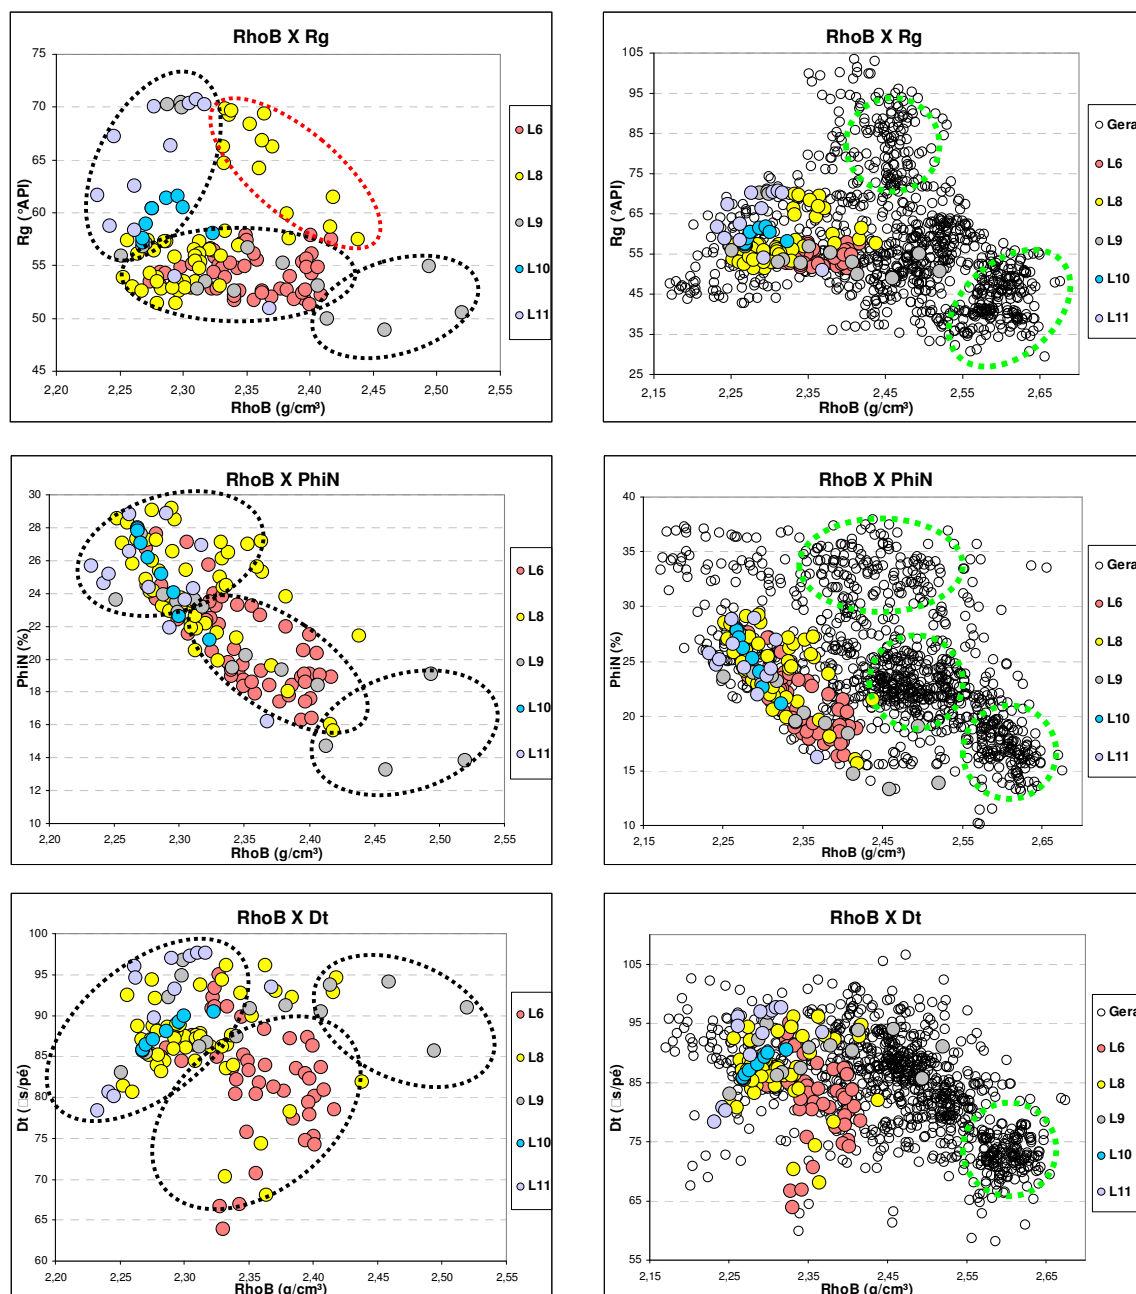 RhoB X Rg
75
70
65
60
55
50
45
2,20 2,25 2,30 2,35 2,40 2,45 2,50 2,55
Rg (°API)
RhoB (g/cm³)
L6
L8
L9
L10
L11
RhoB X Rg
105
95
85
75
65
55
45
35
25
2,15 2,25 2,35 2,45 2,55 2,65
Rg (°API)
RhoB (g/cm³)
Gera
L6
L8
L9
L10
L11
RhoB X PhiN
30
28
26
24
22
20
18
16
14
12
10
2,20 2,25 2,30 2,35 2,40 2,45 2,50 2,55
PhiN (%)
RhoB (g/cm³)
L6
L8
L9
L10
L11
RhoB X PhiN
40
35
30
25
20
15
10
2,15 2,25 2,35 2,45 2,55 2,65
PhiN (%)
RhoB (g/cm³)
Gera
L6
L8
L9
L10
L11
RhoB X Dt
100
95
90
85
80
75
70
65
60
2,20 2,25 2,30 2,35 2,40 2,45 2,50 2,55
Dt (□s/pé)
RhoB (g/cm³)
L6
L8
L9
L10
L11
RhoB X Dt
105
95
85
75
65
55
2,15 2,25 2,35 2,45 2,55 2,65
Dt (□s/pé)
RhoB (g/cm³)
Gera
L6
L8
L9
L10
L11